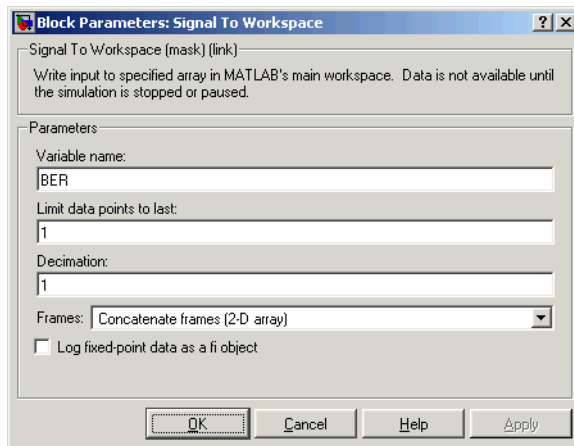 Block Parameters: Signal To Workspace
Signal To Workspace (mask) (link)
Write input to specified array in MATLAB's main workspace. Data is not available until
the simulation is stopped or paused.
Parameters
Variable name:
BER
Limit data points to last:
1
Decimation:
1
Frames: Concatenate frames (2-D array)
Log fixed-point data as a fi object
OK Cancel Help Apply